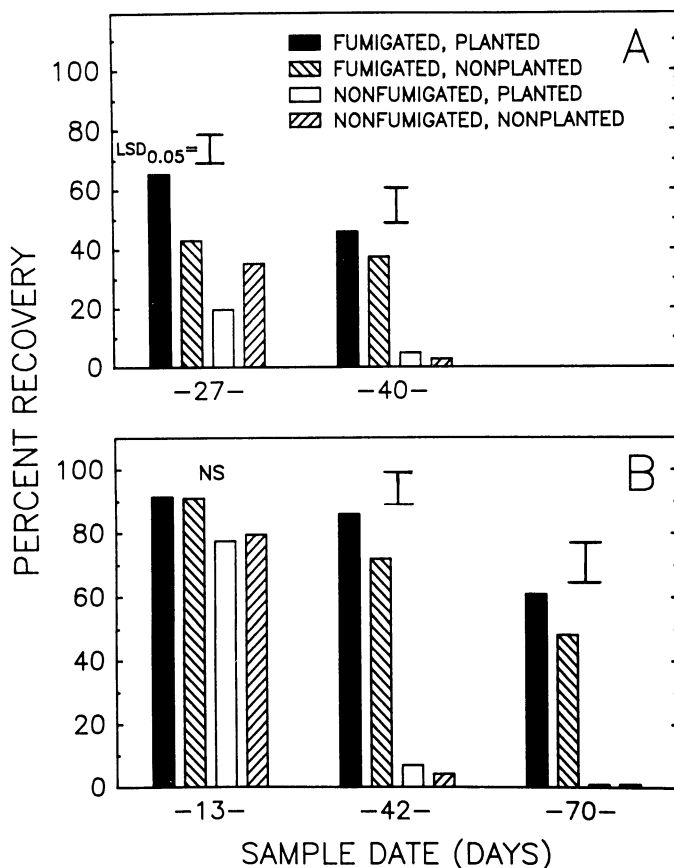 A
FUMIGATED, PLANTED
FUMIGATED, NONPLANTED
NONFUMIGATED, PLANTED
NONFUMIGATED, NONPLANTED
LSD0.05=
100
80
60
40
20
0
-27-
-40-
B
NS
100
80
60
40
20
0
-13-
-42-
-70-
PERCENT RECOVERY
SAMPLE DATE (DAYS)